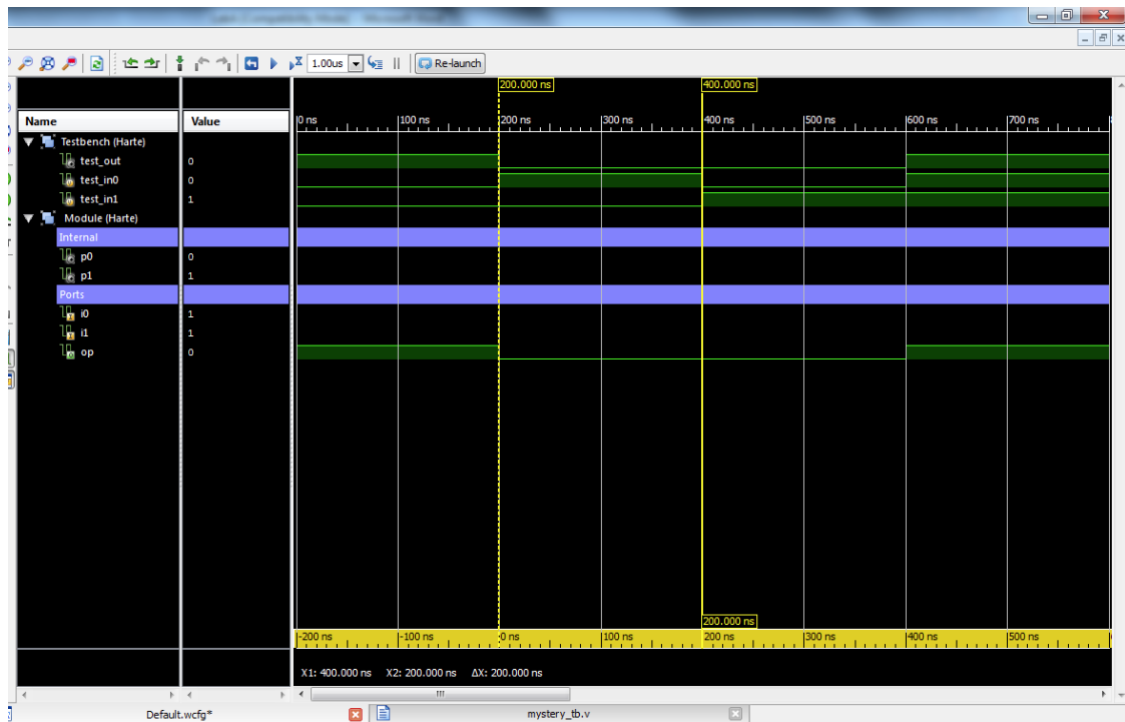 1.00us Re-launch
200.000 ns 400.000 ns
Name Value 0 ns 100 ns 200 ns 300 ns 400 ns 500 ns 600 ns 700 ns
Testbench (Harte)
test_out 0
test_in0 0
test_in1 1
Module (Harte)
Internal
p0 0
p1 1
Ports
i0 1
i1 1
op 0
200.000 ns
-200 ns -100 ns 0 ns 100 ns 200 ns 300 ns 400 ns 500 ns
X1: 400.000 ns X2: 200.000 ns ΔX: 200.000 ns
Default.wcfg* mystery_tb.v